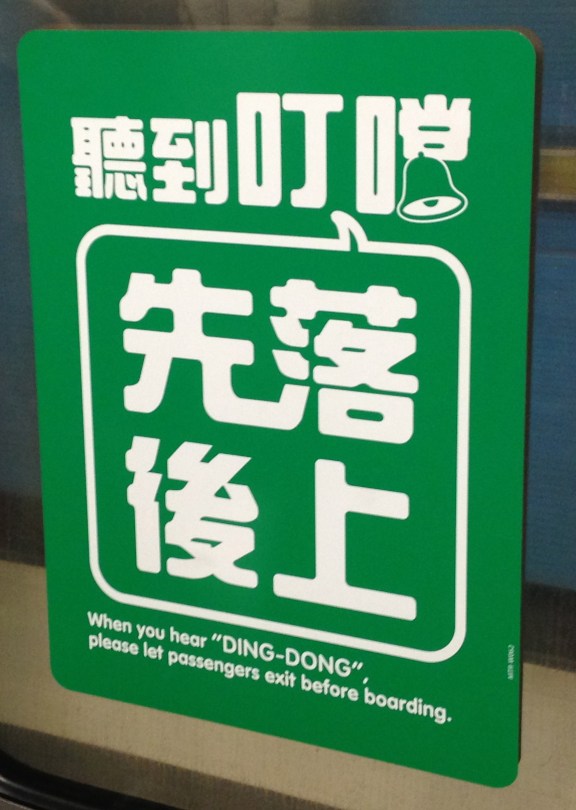 聽到叮噹
先落
後上
When you hear "DING-DONG",
please let passengers exit before boarding.